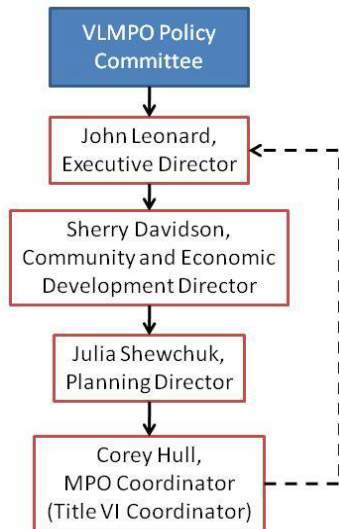 VLMPO Policy
Committee
John Leonard,
Executive Director
Sherry Davidson,
Community and Economic
Development Director
Julia Shewchuk,
Planning Director
Corey Hull,
MPO Coordinator
(Title VI Coordinator)